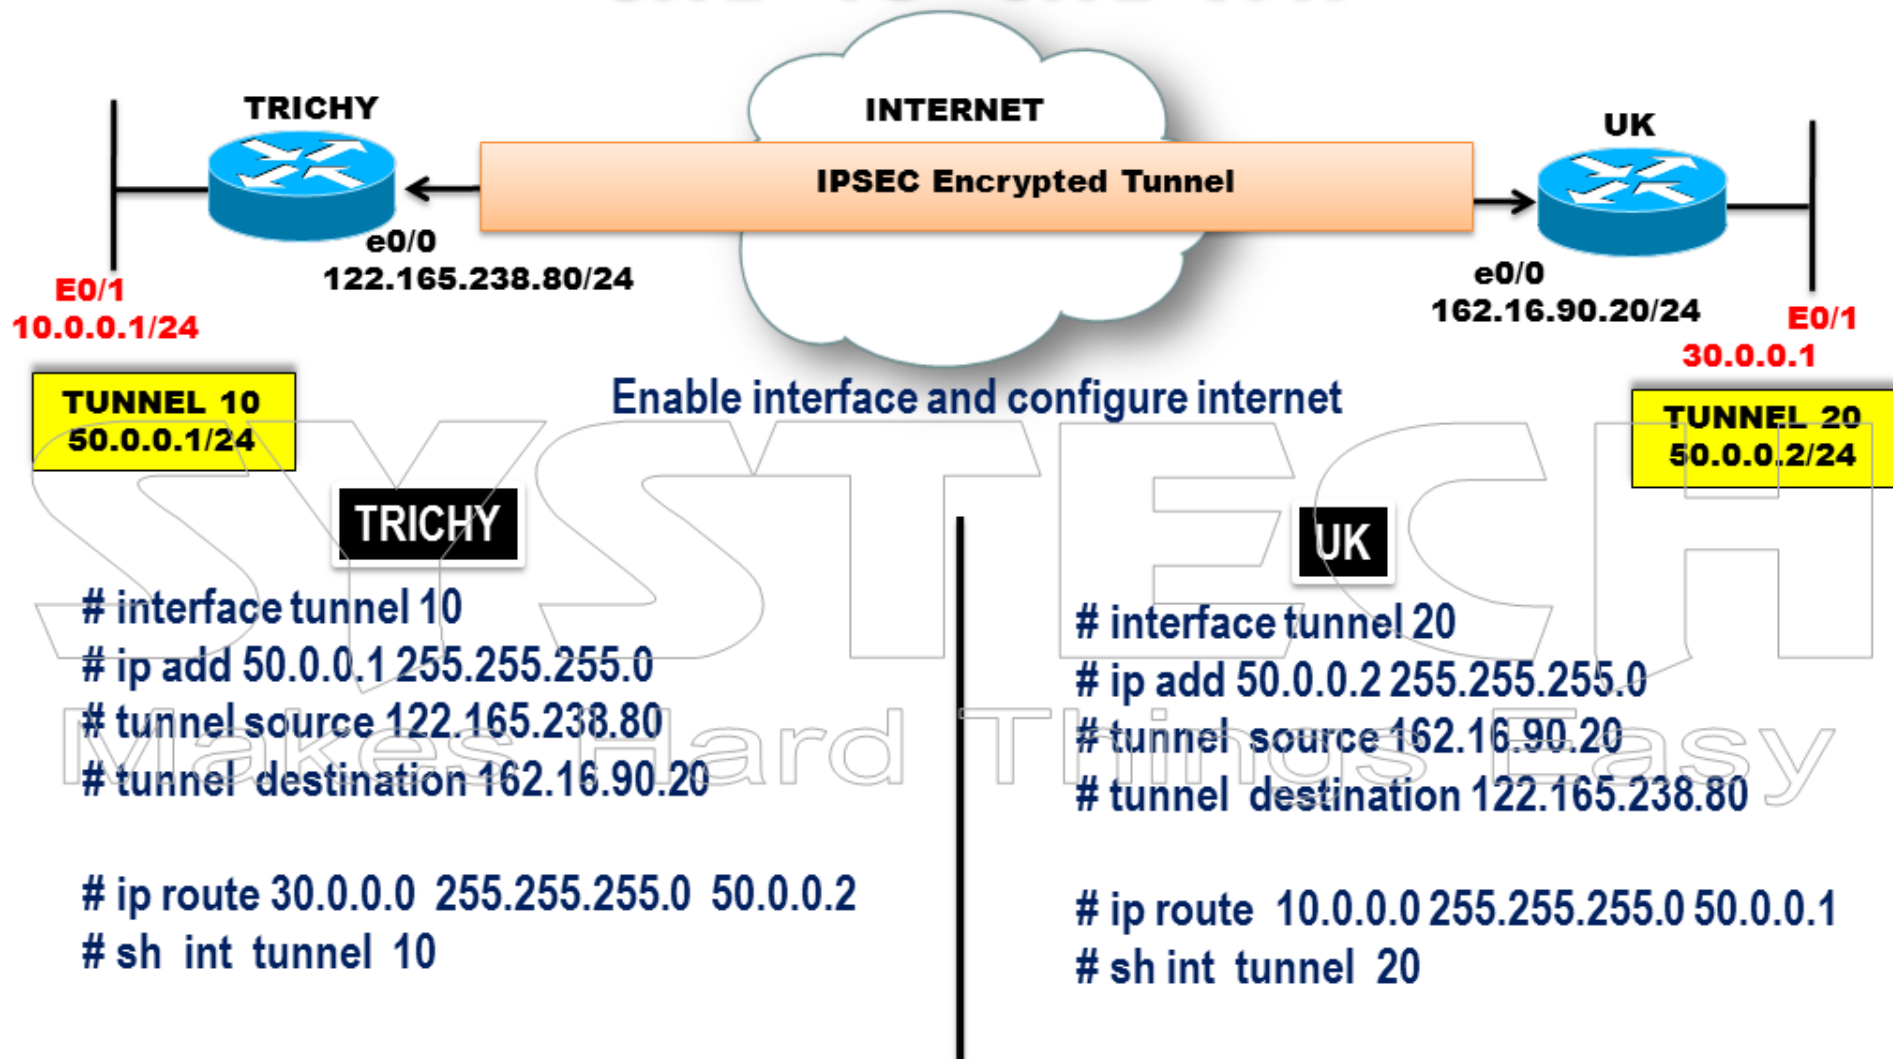 TRICHY
INTERNET
UK
IPSEC Encrypted Tunnel
e0/0
122.165.238.80/24
e0/0
162.16.90.20/24
E0/1
10.0.0.1/24
E0/1
30.0.0.1
TUNNEL 10
50.0.0.1/24
Enable interface and configure internet
TUNNEL 20
50.0.0.2/24
SYSTECH
Makes Hard Things Easy
TRICHY
# interface tunnel 10
# ip add 50.0.0.1 255.255.255.0
# tunnel source 122.165.238.80
# tunnel destination 162.16.90.20
# ip route 30.0.0.0 255.255.255.0 50.0.0.2
# sh int tunnel 10
UK
# interface tunnel 20
# ip add 50.0.0.2 255.255.255.0
# tunnel source 162.16.90.20
# tunnel destination 122.165.238.80
# ip route 10.0.0.0 255.255.255.0 50.0.0.1
# sh int tunnel 20